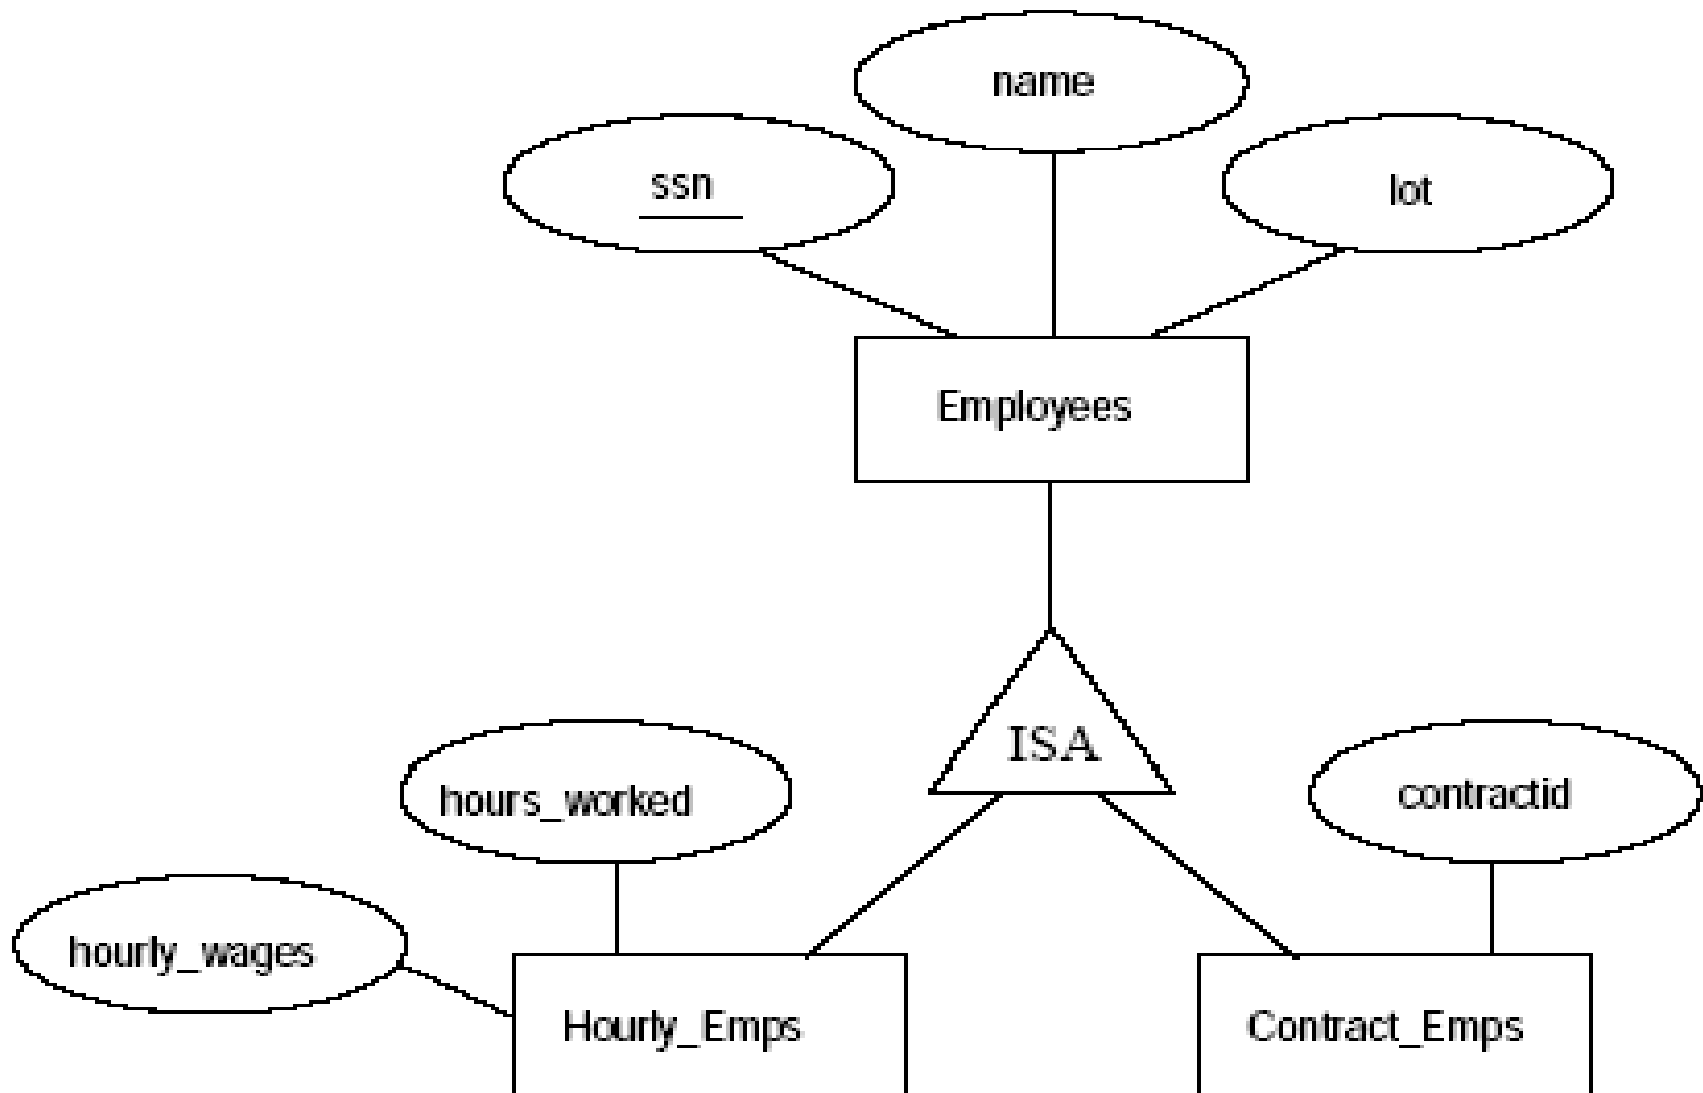 name
ssn
lot
Employees
ISA
hours_worked
contractid
hourly_wages
Hourly_Emps
Contract_Emps